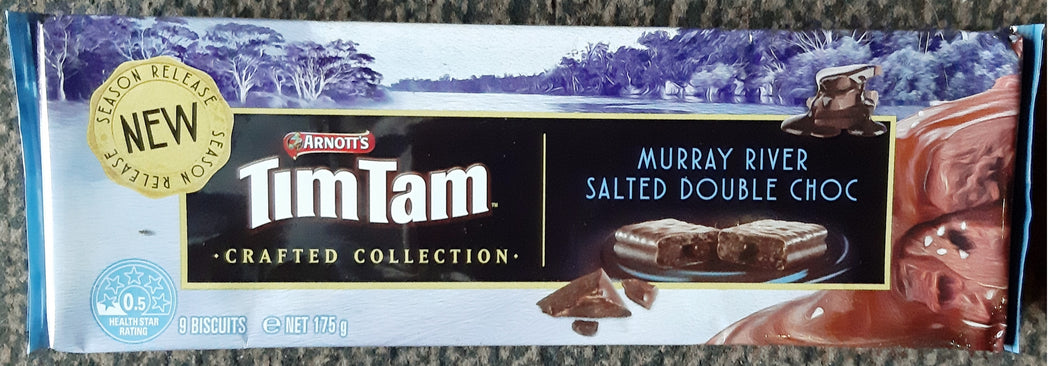 SEASON RELEASE
NEW
SEASON RELEASE
ARNOTT'S
TimTam™
·CRAFTED COLLECTION·
MURRAY RIVER
SALTED DOUBLE CHOC
0.5
HEALTH STAR
RATING
9 BISCUITS ℮ NET 175 g